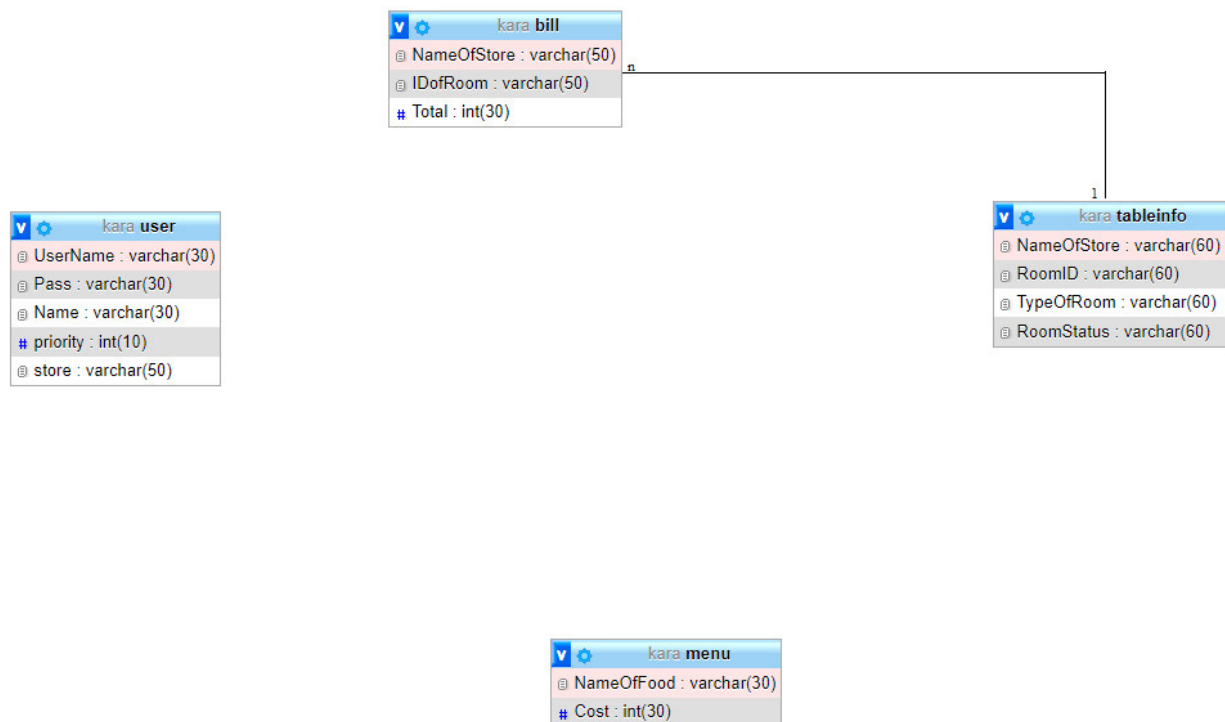 kara bill
NameOfStore : varchar(50)
IDofRoom : varchar(50)
Total : int(30)
n
1
kara user
UserName : varchar(30)
Pass : varchar(30)
Name : varchar(30)
priority : int(10)
store : varchar(50)
kara tableinfo
NameOfStore : varchar(60)
RoomID : varchar(60)
TypeOfRoom : varchar(60)
RoomStatus : varchar(60)
kara menu
NameOfFood : varchar(30)
Cost : int(30)